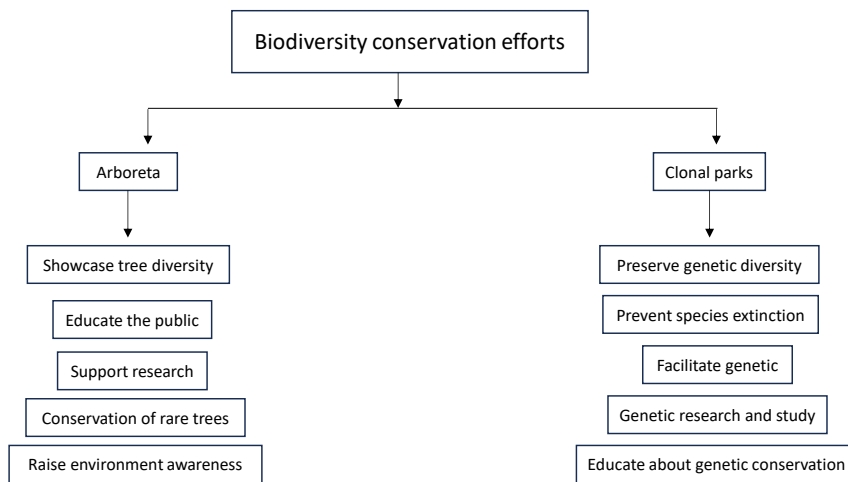 Biodiversity conservation efforts
Arboreta
Clonal parks
Showcase tree diversity
Educate the public
Support research
Conservation of rare trees
Raise environment awareness
Preserve genetic diversity
Prevent species extinction
Facilitate genetic
Genetic research and study
Educate about genetic conservation